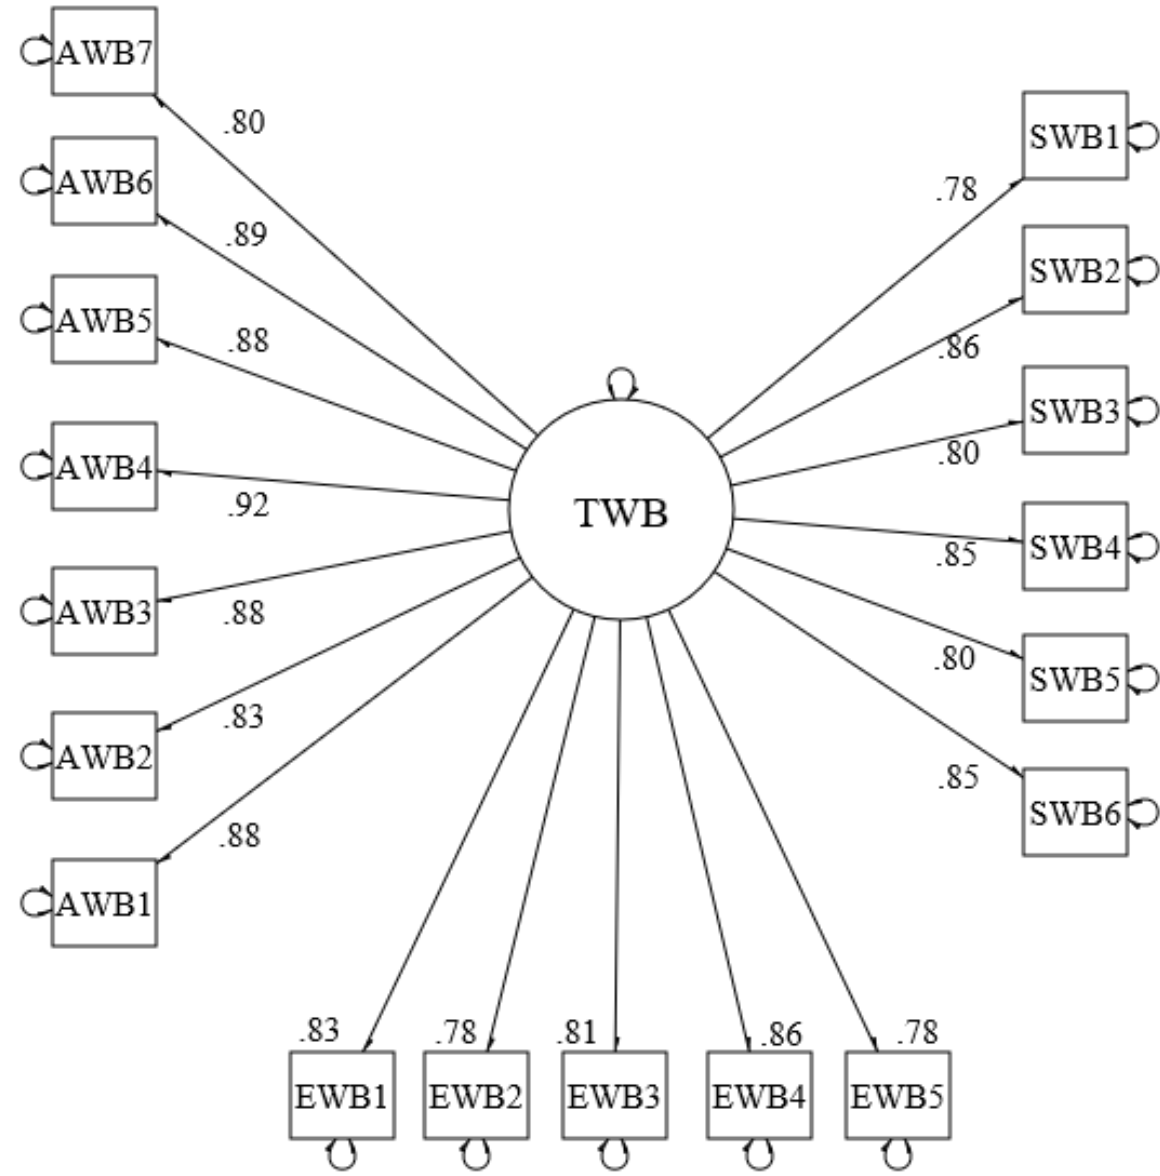 AWB7
.80
AWB6
.89
AWB5
.88
AWB4
.92
AWB3
.88
AWB2
.83
AWB1
.88
TWB
SWB1
.78
SWB2
.86
SWB3
.80
SWB4
.85
SWB5
.80
SWB6
.85
.83
.78
.81
.86
.78
EWB1
EWB2
EWB3
EWB4
EWB5